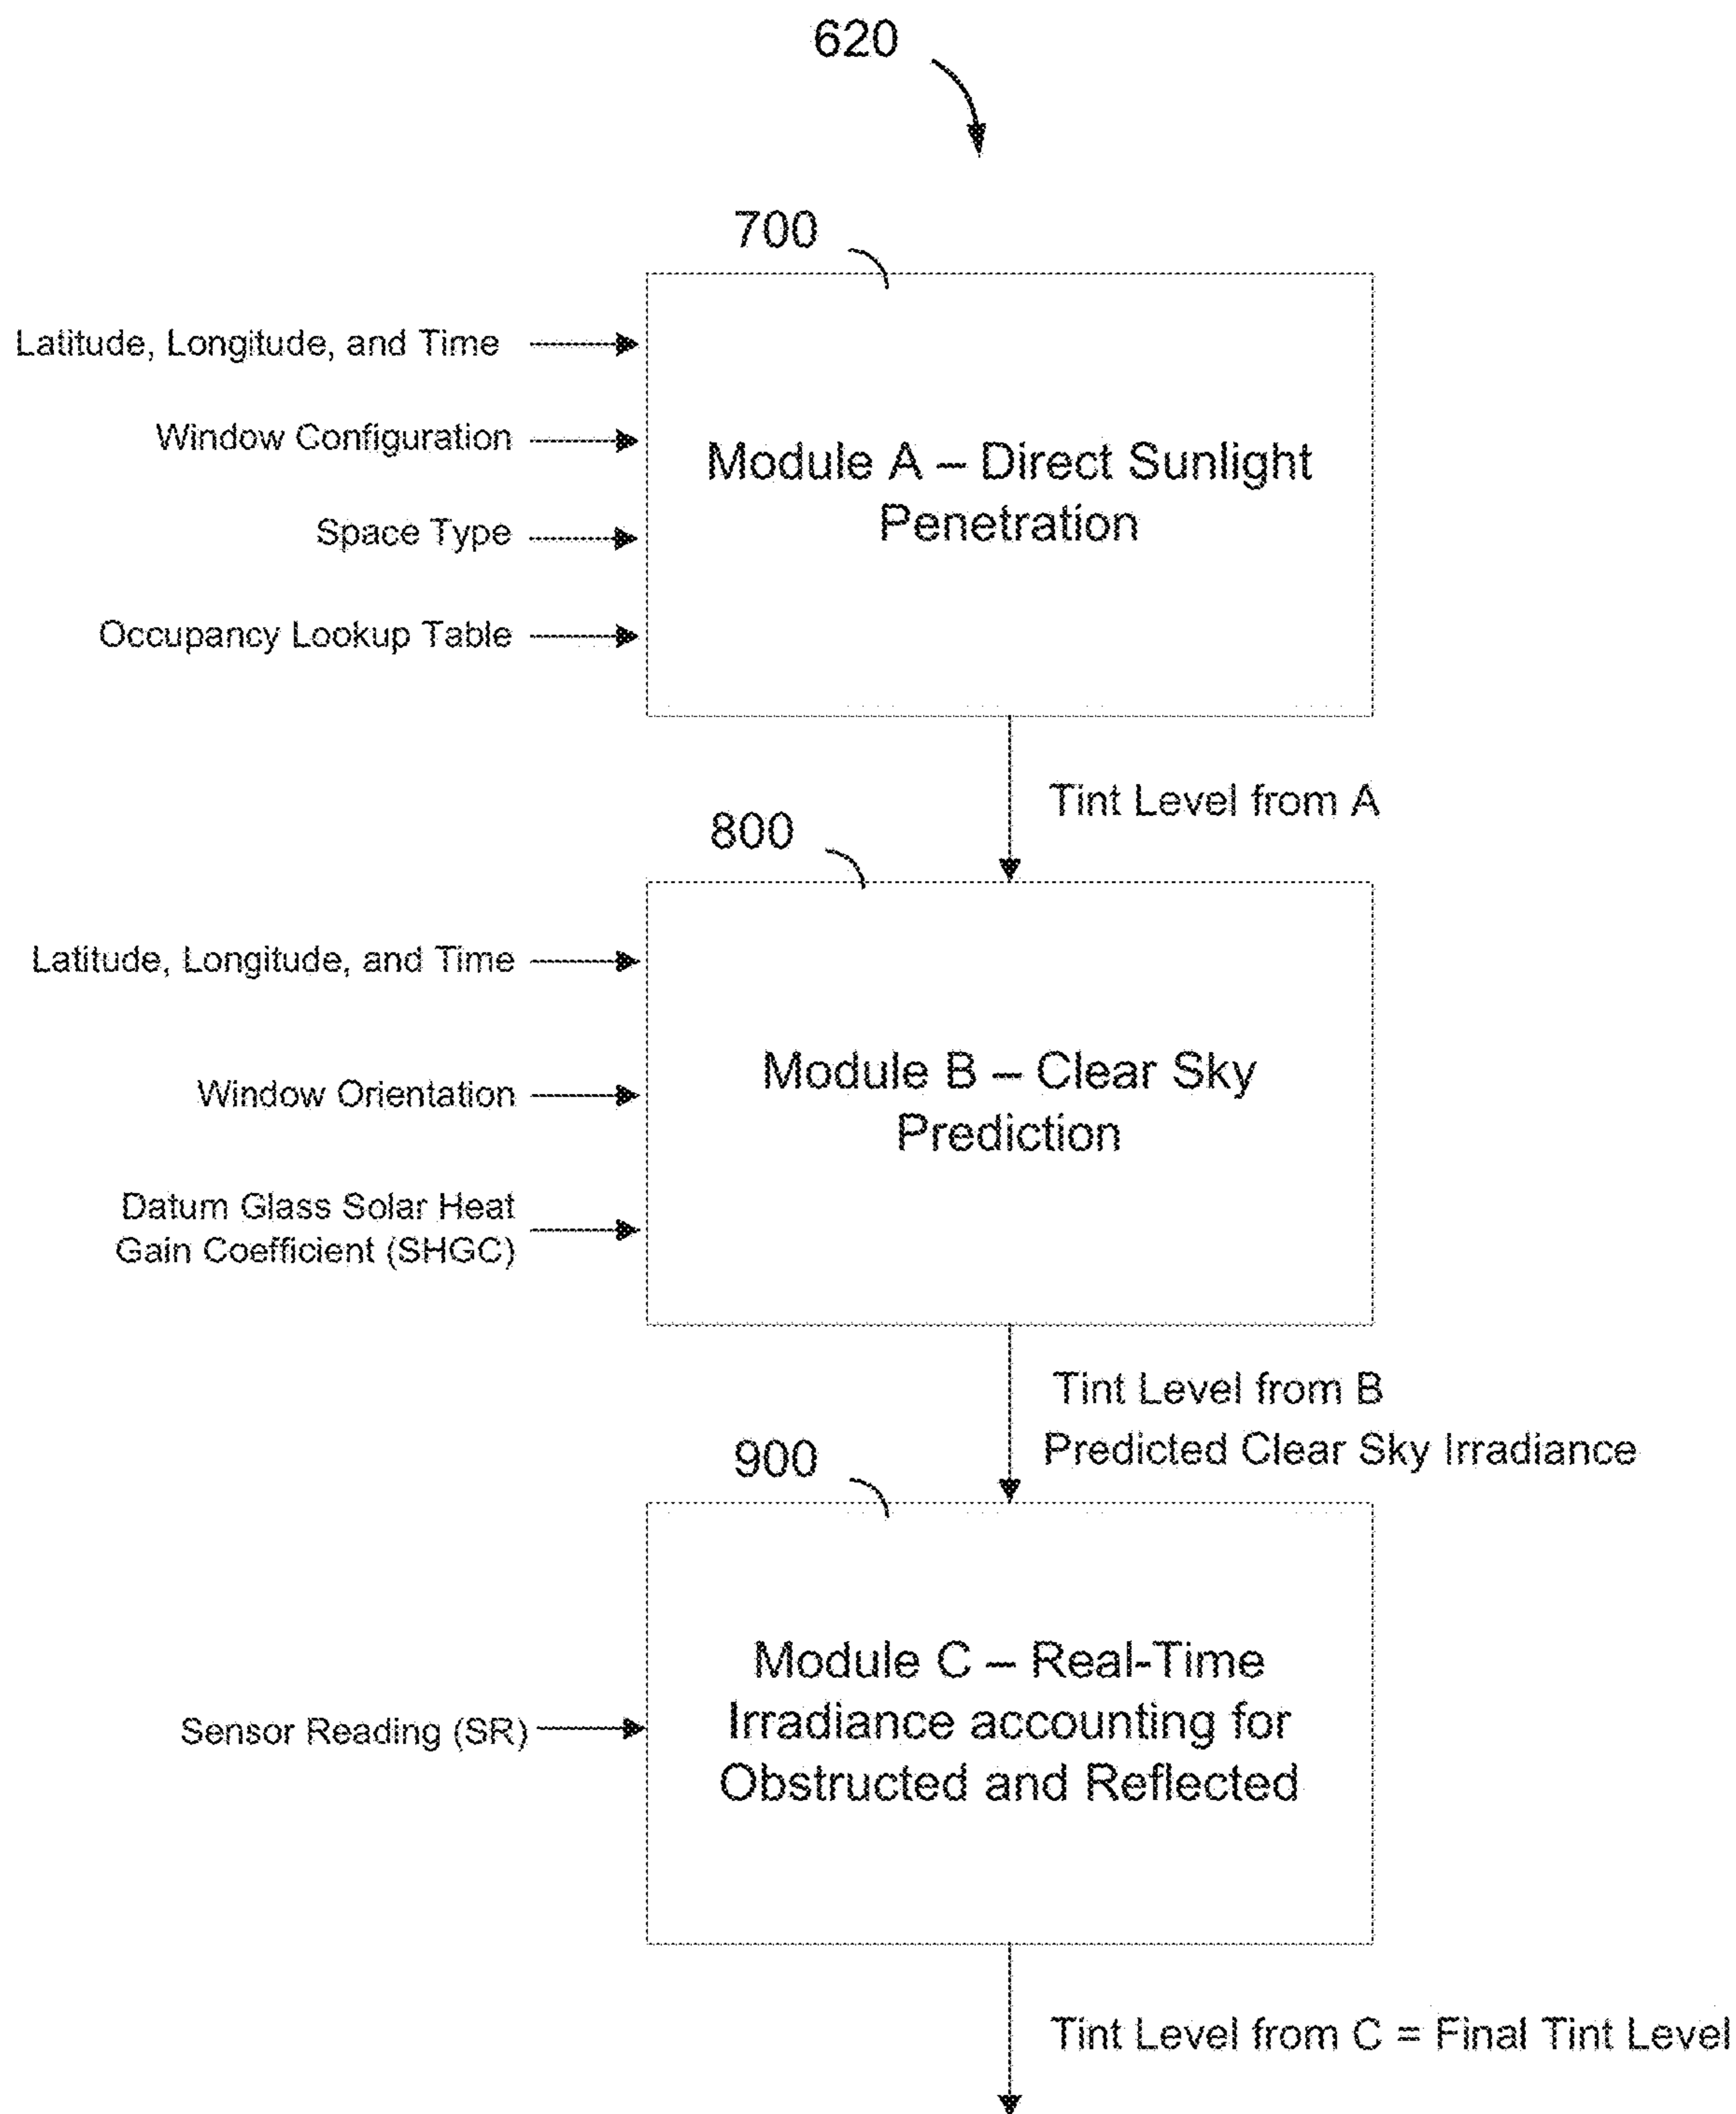 620
700
Latitude, Longitude, and Time
Window Configuration
Space Type
Occupancy Lookup Table
Module A – Direct Sunlight
Penetration
Tint Level from A
800
Latitude, Longitude, and Time
Window Orientation
Datum Glass Solar Heat
Gain Coefficient (SHGC)
Module B – Clear Sky
Prediction
Tint Level from B
Predicted Clear Sky Irradiance
900
Sensor Reading (SR)
Module C – Real-Time
Irradiance accounting for
Obstructed and Reflected
Tint Level from C = Final Tint Level